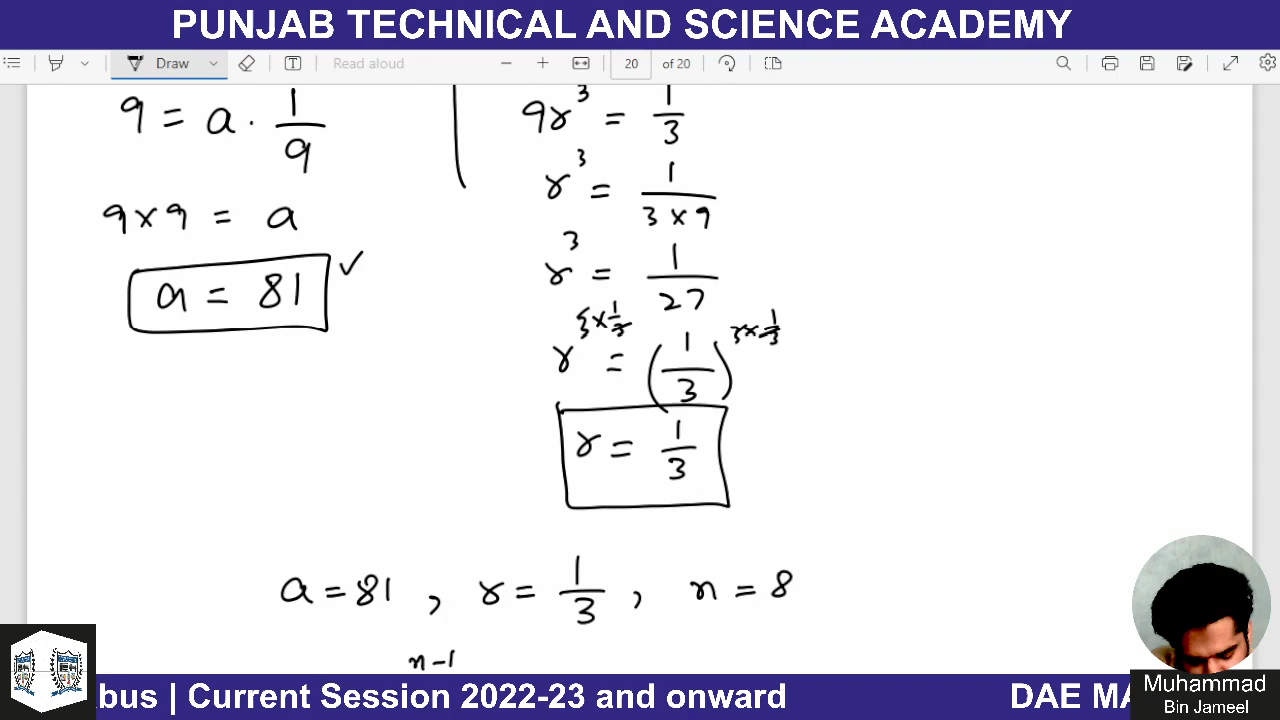 PUNJAB TECHNICAL AND SCIENCE ACADEMY
Draw
Read aloud
20 of 20
9 = a · 1/9
9 × 9 = a
a = 81 ✓
9r³ = 1/3
r³ = 1/(3 × 9)
r³ = 1/27
r^(3×1/3) = (1/3)^(3×1/3)
r = 1/3
a = 81 , r = 1/3 , n = 8
n-1
bus | Current Session 2022-23 and onward
DAE MA
Muhammad
Bin Jameel